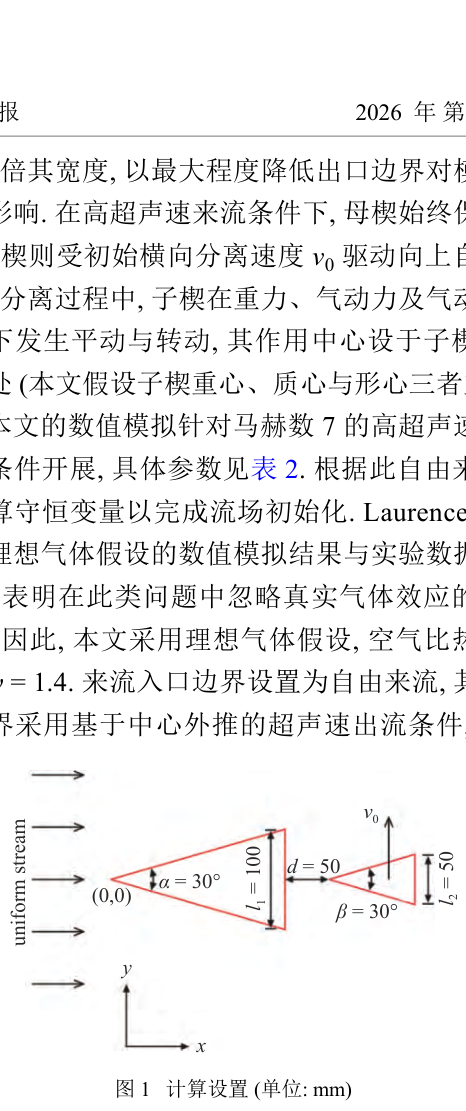 报
2026 年 第
倍其宽度, 以最大程度降低出口边界对模
影响. 在高超声速来流条件下, 母楔始终保
楔则受初始横向分离速度 v₀ 驱动向上自
分离过程中, 子楔在重力、气动力及气动
下发生平动与转动, 其作用中心设于子楔
处 (本文假设子楔重心、质心与形心三者
本文的数值模拟针对马赫数 7 的高超声速
条件开展, 具体参数见表 2. 根据此自由来
算守恒变量以完成流场初始化. Laurence
理想气体假设的数值模拟结果与实验数据
表明在此类问题中忽略真实气体效应的
因此, 本文采用理想气体假设, 空气比热
= 1.4. 来流入口边界设置为自由来流, 其
界采用基于中心外推的超声速出流条件,
uniform stream
(0,0)
α = 30°
l₁ = 100
d = 50
v₀
β = 30°
l₂ = 50
y
x
图 1 计算设置 (单位: mm)